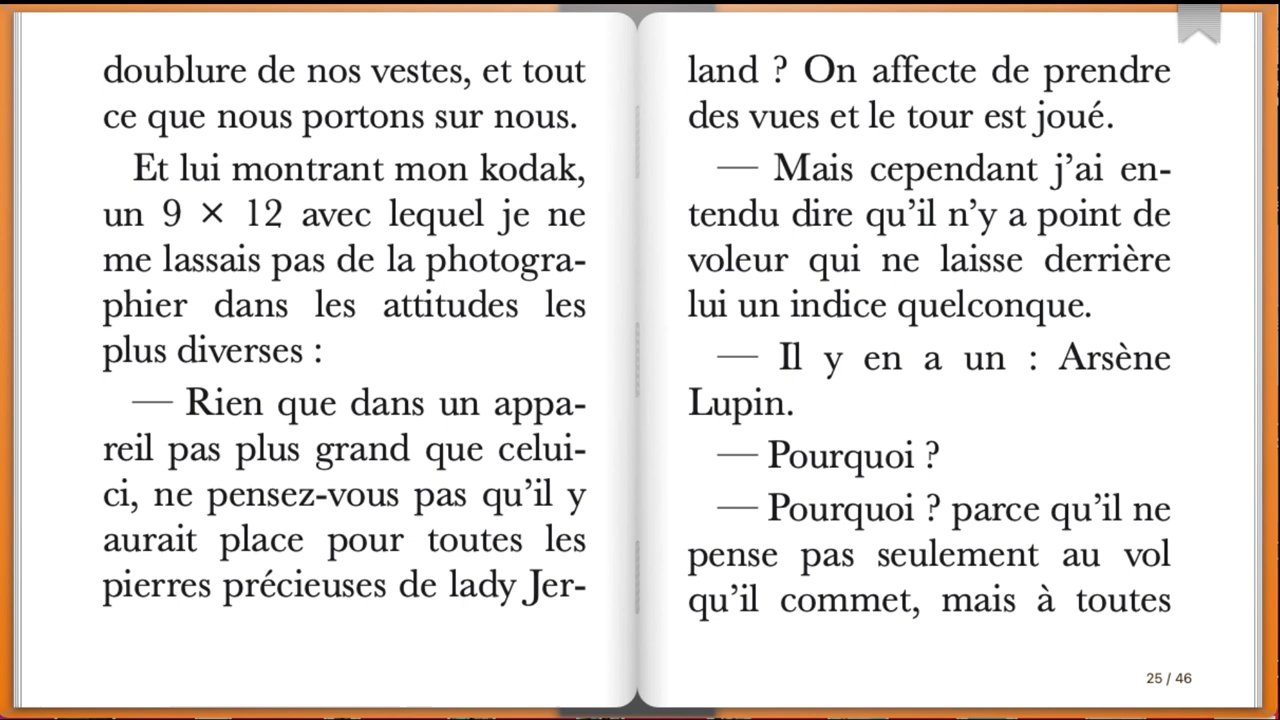 doublure de nos vestes, et tout
ce que nous portons sur nous.
Et lui montrant mon kodak,
un 9 × 12 avec lequel je ne
me lassais pas de la photogra-
phier dans les attitudes les
plus diverses :
— Rien que dans un appa-
reil pas plus grand que celui-
ci, ne pensez-vous pas qu’il y
aurait place pour toutes les
pierres précieuses de lady Jer-
land ? On affecte de prendre
des vues et le tour est joué.
— Mais cependant j’ai en-
tendu dire qu’il n’y a point de
voleur qui ne laisse derrière
lui un indice quelconque.
— Il y en a un : Arsène
Lupin.
— Pourquoi ?
— Pourquoi ? parce qu’il ne
pense pas seulement au vol
qu’il commet, mais à toutes
25 / 46